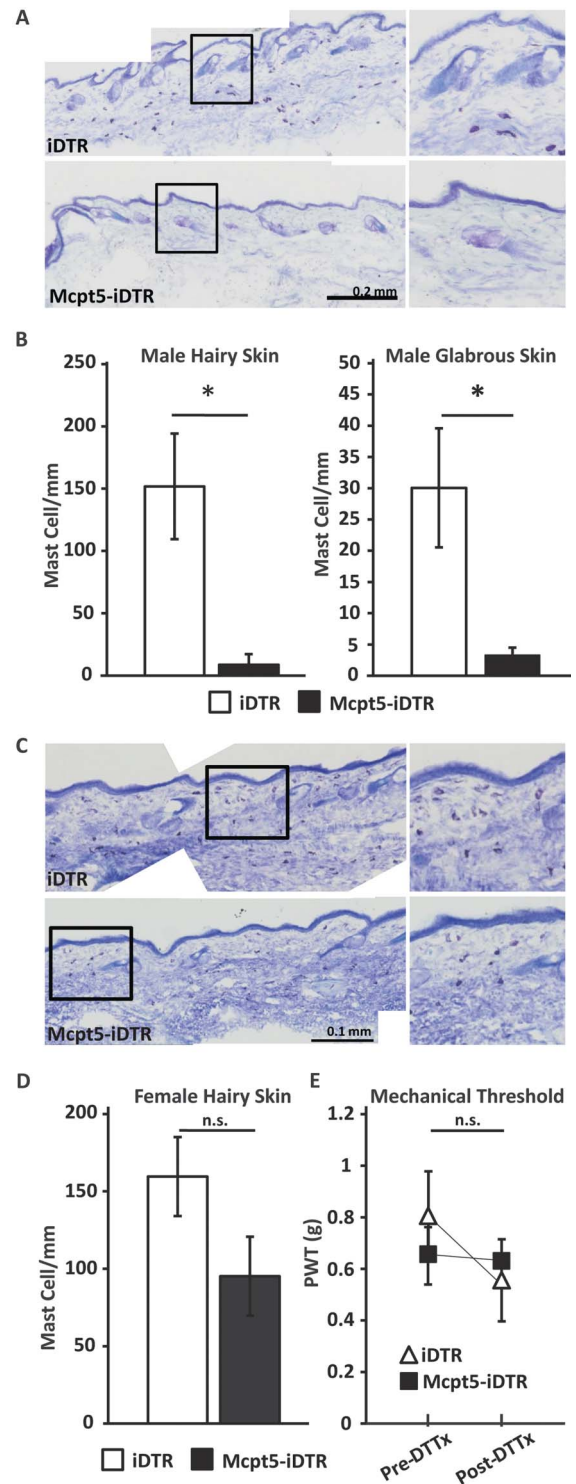 A
iDTR
Mcpt5-iDTR
0.2 mm
B
Male Hairy Skin
Male Glabrous Skin
250
200
150
100
50
0
Mast Cell/mm
*
50
45
40
35
30
25
20
15
10
5
0
Mast Cell/mm
*
iDTR Mcpt5-iDTR
C
iDTR
Mcpt5-iDTR
0.1 mm
D
Female Hairy Skin
200
150
100
50
0
Mast Cell/mm
n.s.
iDTR Mcpt5-iDTR
E
Mechanical Threshold
1.2
1
0.8
0.6
0.4
0.2
0
PWT (g)
n.s.
iDTR
Mcpt5-iDTR
Pre-DTTx
Post-DTTx